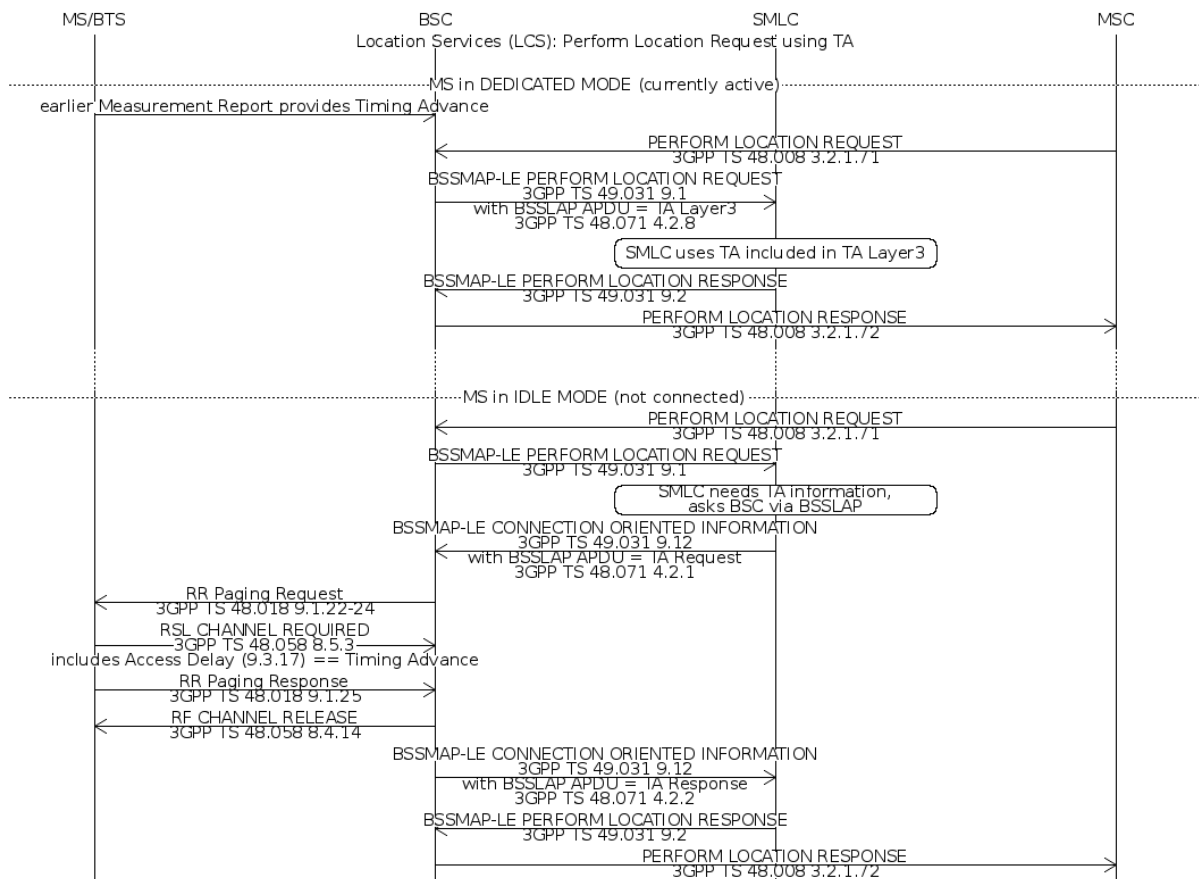 MS/BTS BSC SMLC MSC
Location Services (LCS): Perform Location Request using TA
MS in DEDICATED MODE (currently active)
earlier Measurement Report provides Timing Advance
PERFORM LOCATION REQUEST
3GPP TS 48.008 3.2.1.71
BSSMAP-LE PERFORM LOCATION REQUEST
3GPP TS 49.031 9.1
with BSSLAP APDU = TA Layer3
3GPP TS 48.071 4.2.8
SMLC uses TA included in TA Layer3
BSSMAP-LE PERFORM LOCATION RESPONSE
3GPP TS 49.031 9.2
PERFORM LOCATION RESPONSE
3GPP TS 48.008 3.2.1.72
MS in IDLE MODE (not connected)
PERFORM LOCATION REQUEST
3GPP TS 48.008 3.2.1.71
BSSMAP-LE PERFORM LOCATION REQUEST
3GPP TS 49.031 9.1
SMLC needs TA information,
asks BSC via BSSLAP
BSSMAP-LE CONNECTION ORIENTED INFORMATION
3GPP TS 49.031 9.12
with BSSLAP APDU = TA Request
3GPP TS 48.071 4.2.1
RR Paging Request
3GPP TS 48.018 9.1.22-24
RSL CHANNEL REQUIRED
3GPP TS 48.058 8.5.3
includes Access Delay (9.3.17) == Timing Advance
RR Paging Response
3GPP TS 48.018 9.1.25
RF CHANNEL RELEASE
3GPP TS 48.058 8.4.14
BSSMAP-LE CONNECTION ORIENTED INFORMATION
3GPP TS 49.031 9.12
with BSSLAP APDU = TA Response
3GPP TS 48.071 4.2.2
BSSMAP-LE PERFORM LOCATION RESPONSE
3GPP TS 49.031 9.2
PERFORM LOCATION RESPONSE
3GPP TS 48.008 3.2.1.72